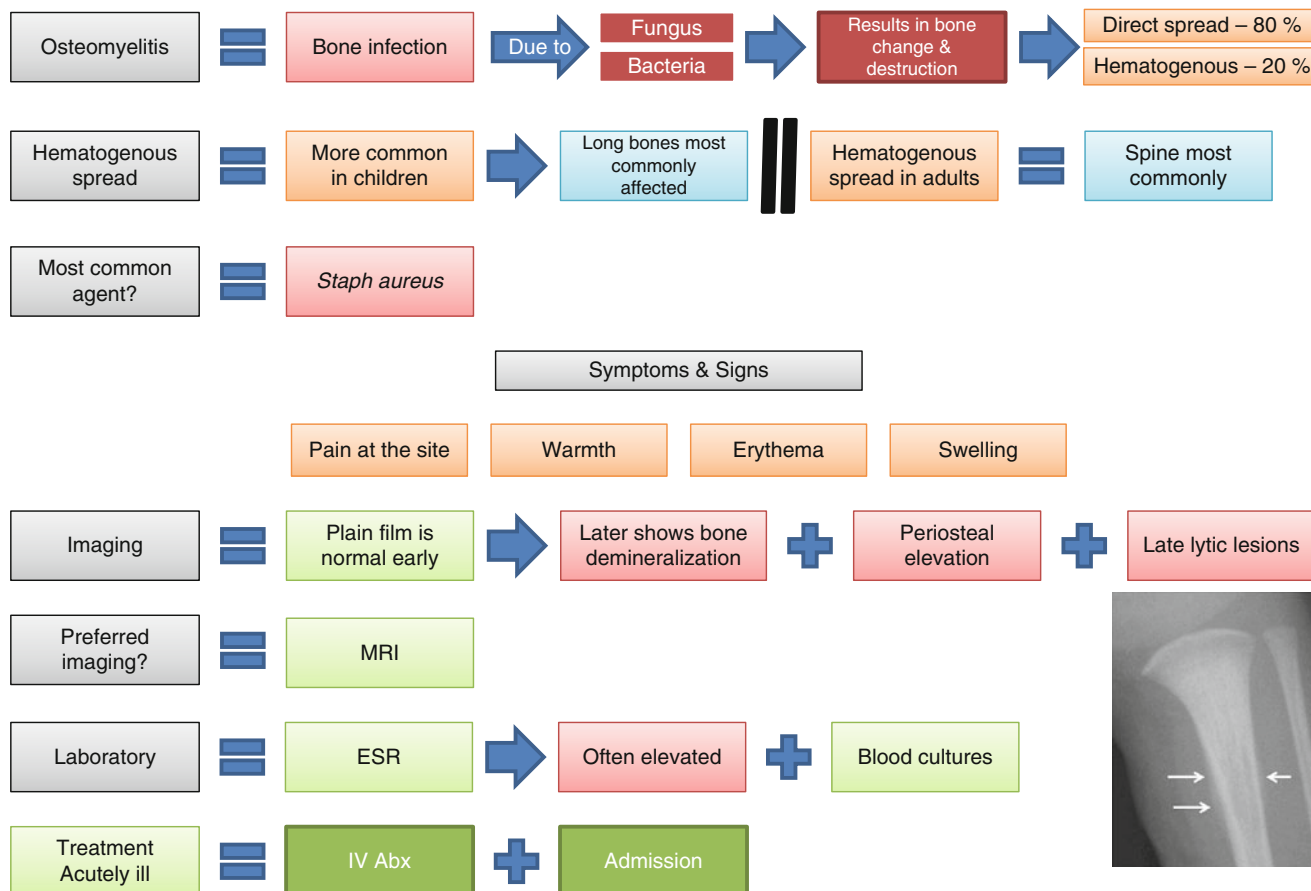 Osteomyelitis
Bone infection
Due to
Fungus
Bacteria
Results in bone
change &
destruction
Direct spread – 80 %
Hematogenous – 20 %
Hematogenous
spread
More common
in children
Long bones most
commonly
affected
Hematogenous
spread in adults
Spine most
commonly
Most common
agent?
Staph aureus
Symptoms & Signs
Pain at the site
Warmth
Erythema
Swelling
Imaging
Plain film is
normal early
Later shows bone
demineralization
Periosteal
elevation
Late lytic lesions
Preferred
imaging?
MRI
Laboratory
ESR
Often elevated
Blood cultures
Treatment
Acutely ill
IV Abx
Admission